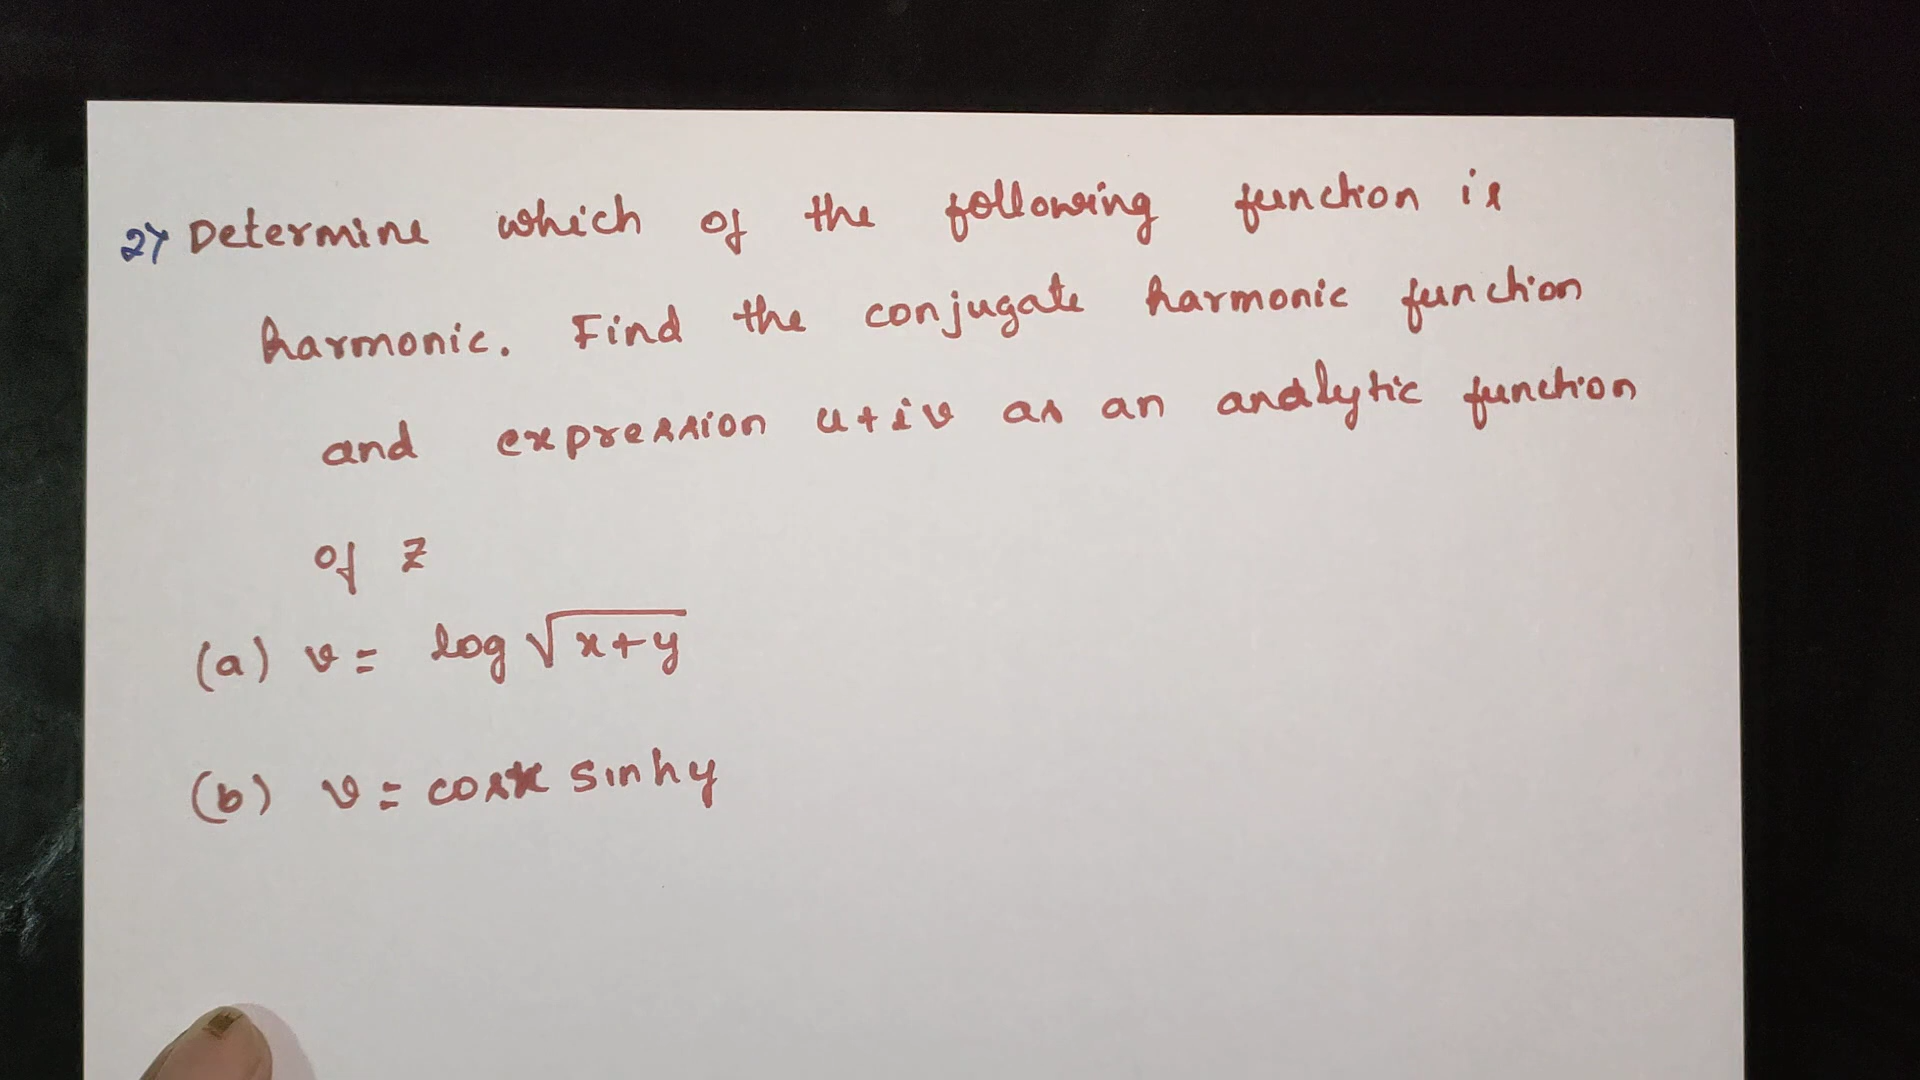 27 Determine which of the following function is
harmonic. Find the conjugate harmonic function
and expression u+iv as an analytic function
of z
(a) v = log √x+y
(b) v = cosx sinhy